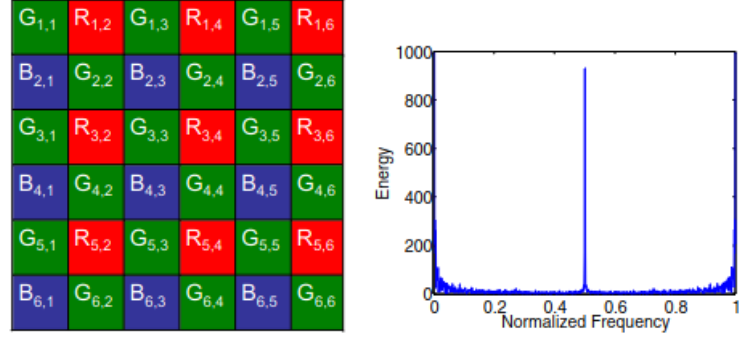 G1,1 R1,2 G1,3 R1,4 G1,5 R1,6
B2,1 G2,2 B2,3 G2,4 B2,5 G2,6
G3,1 R3,2 G3,3 R3,4 G3,5 R3,6
B4,1 G4,2 B4,3 G4,4 B4,5 G4,6
G5,1 R5,2 G5,3 R5,4 G5,5 R5,6
B6,1 G6,2 B6,3 G6,4 B6,5 G6,6
Energy
1000
800
600
400
200
0
0 0.2 0.4 0.6 0.8 1
Normalized Frequency